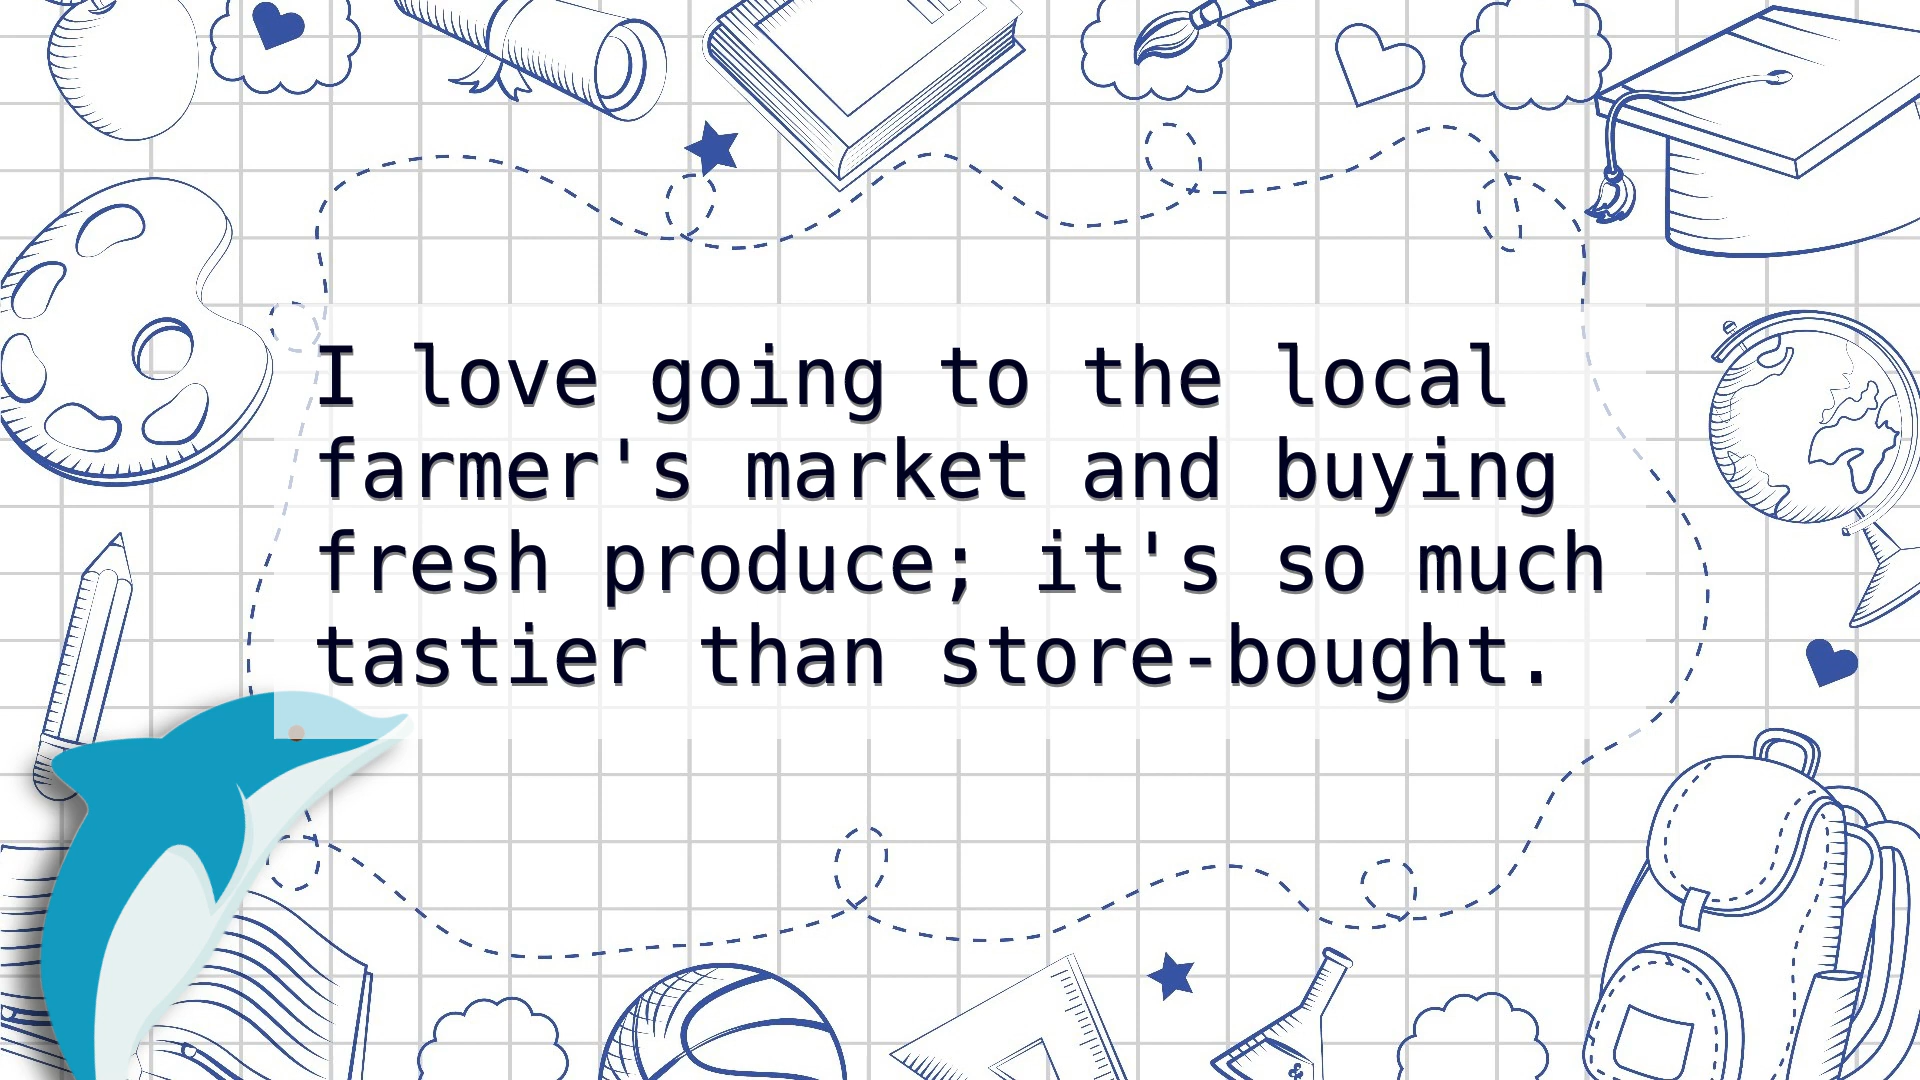 I love going to the local
farmer's market and buying
fresh produce; it's so much
tastier than store-bought.